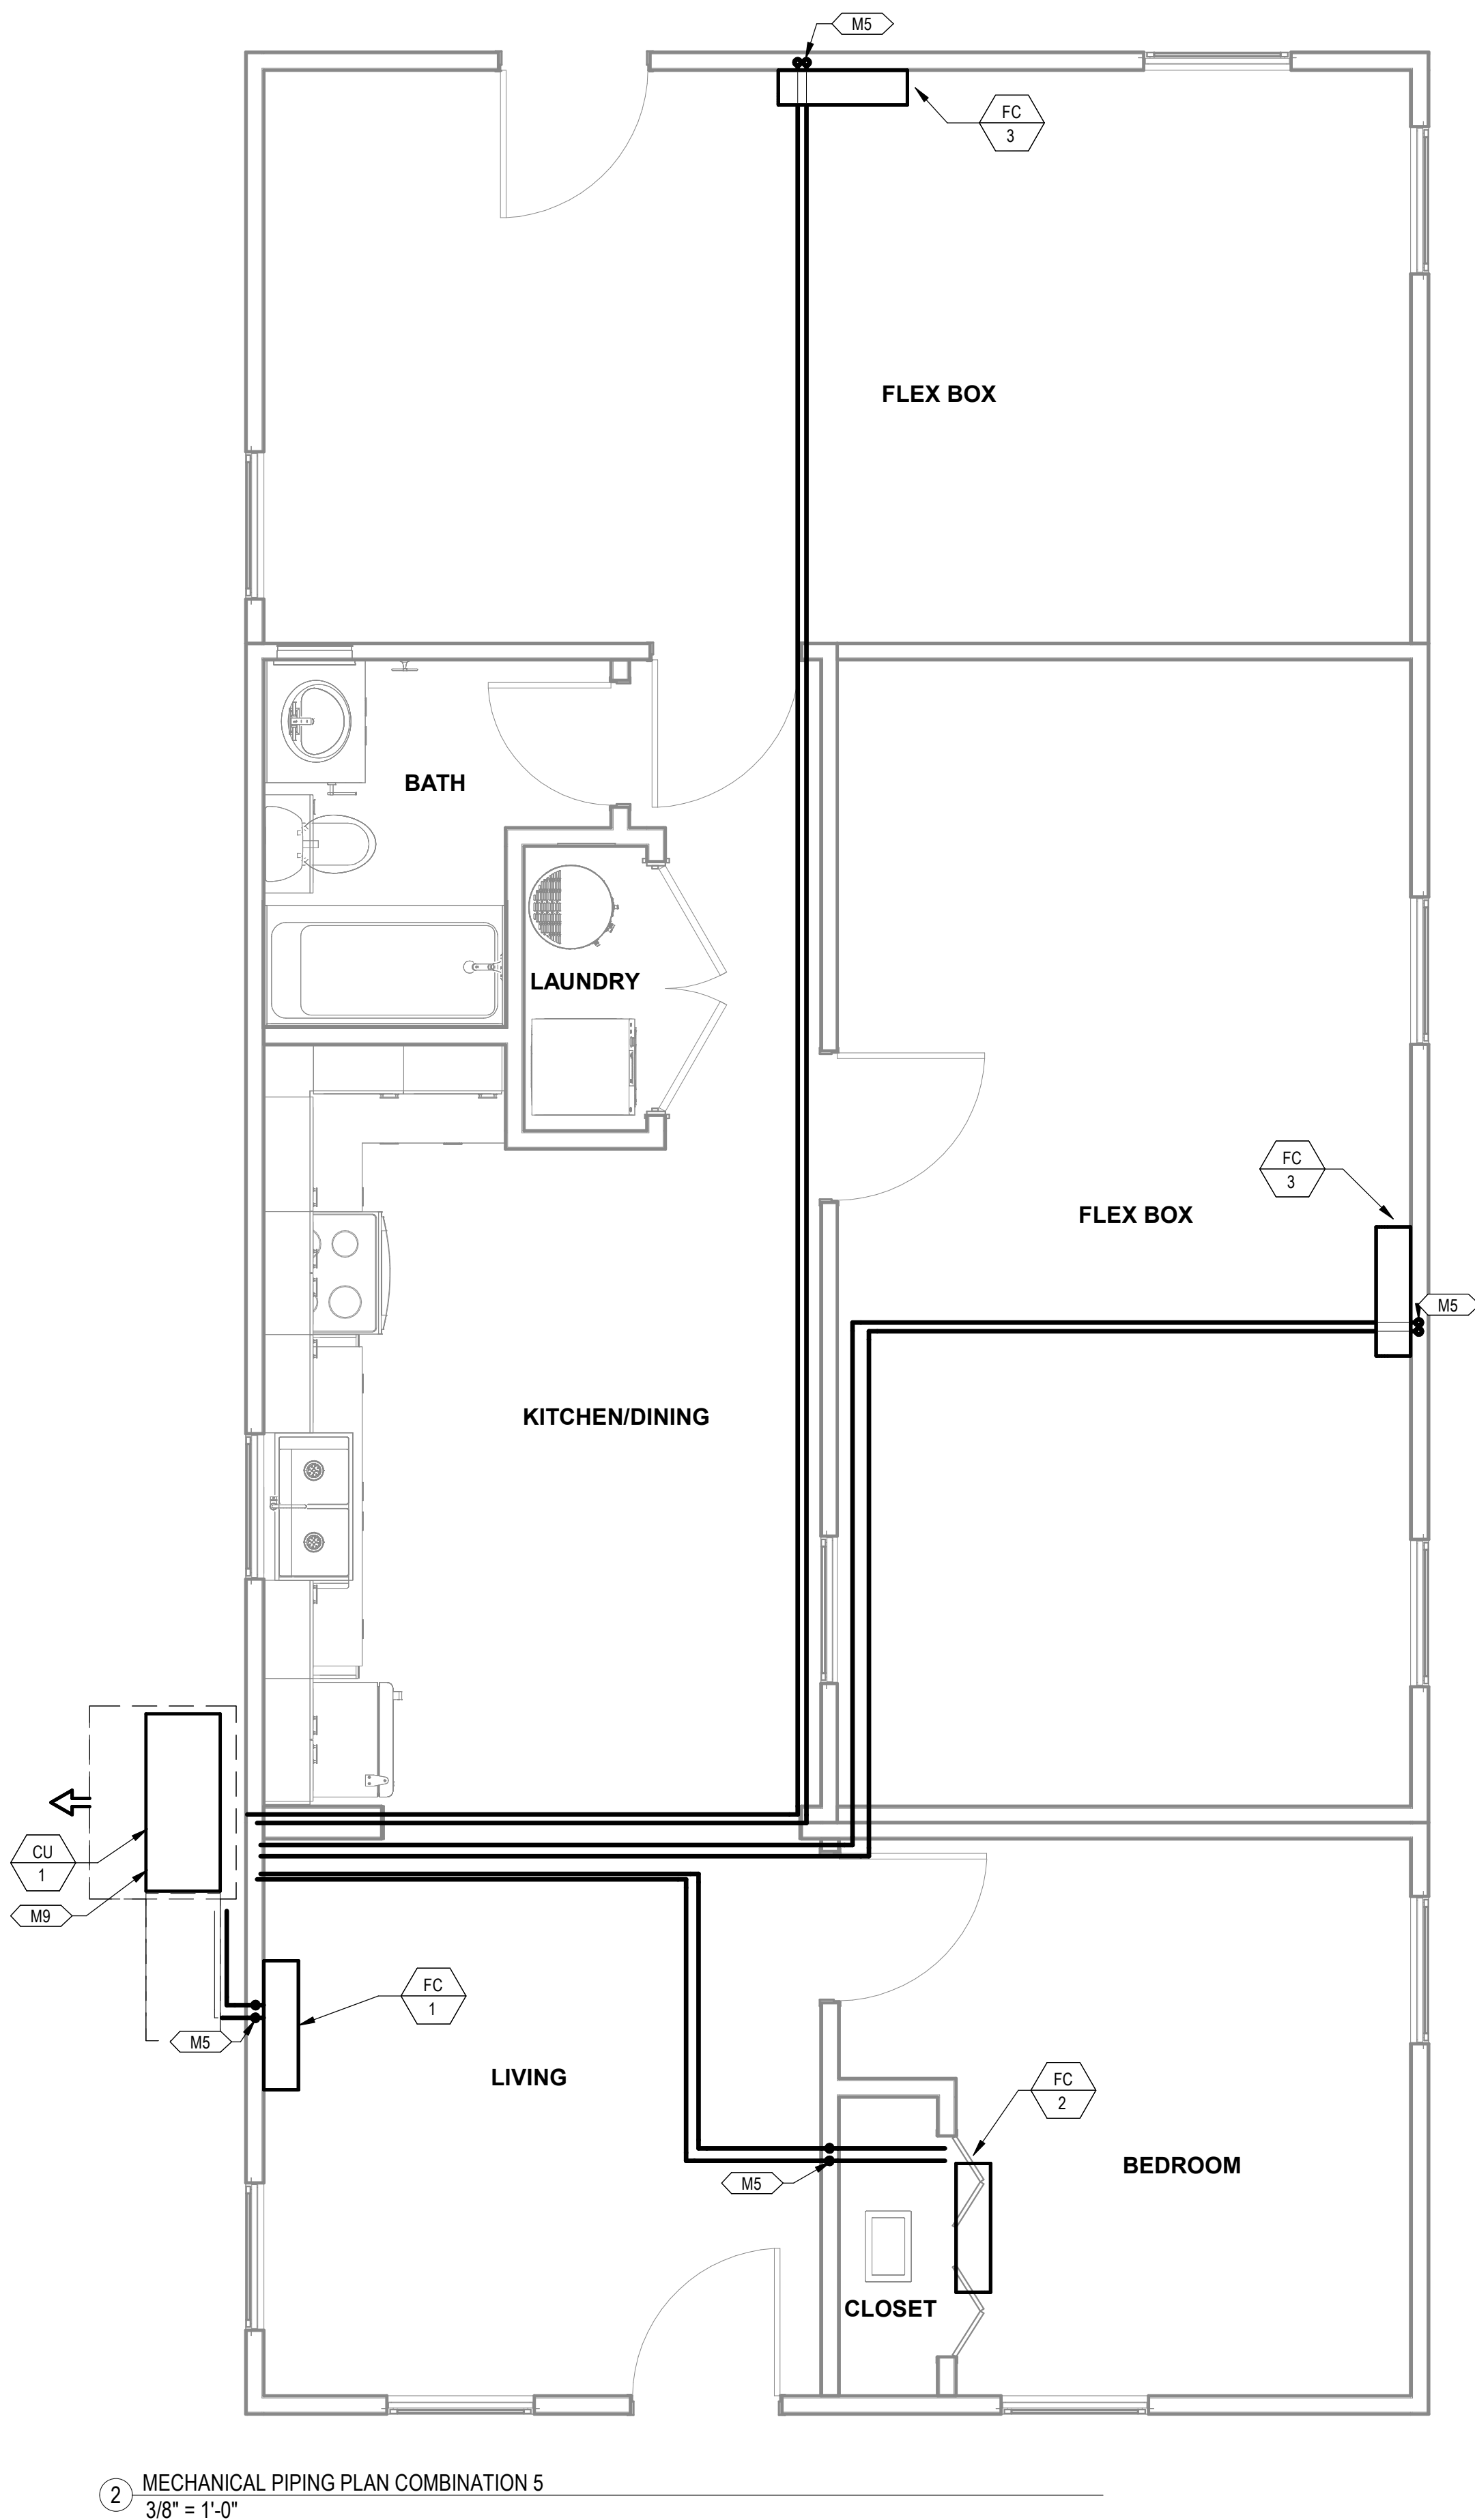 M5
FC
3
FLEX BOX
BATH
LAUNDRY
FC
3
FLEX BOX
M5
KITCHEN/DINING
CU
1
M9
FC
1
M5
LIVING
FC
2
BEDROOM
M5
CLOSET
2
MECHANICAL PIPING PLAN COMBINATION 5
3/8" = 1'-0"